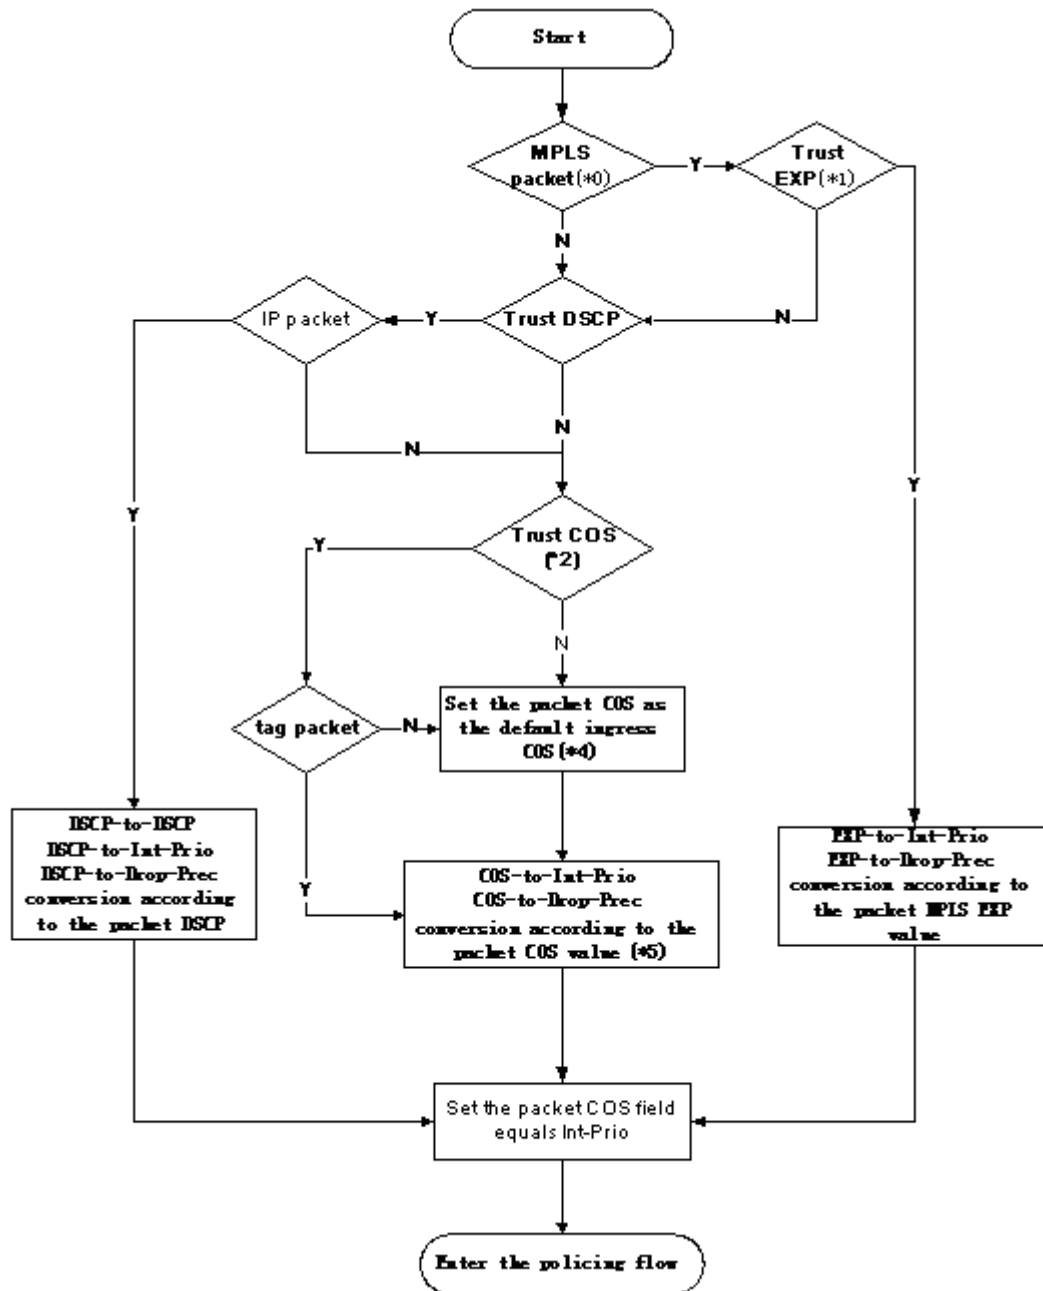 Start
MPLS
packet(*0)
Y
Trust
EXP(*1)
N
IP packet
Y
Trust DSCP
N
N
N
Y
Y
Y
Trust COS
(*2)
N
tag packet
N
Set the packet COS as
the default ingress
COS(*4)
DSCP-to-DSCP
DSCP-to-Int-Prio
DSCP-to-Drop-Prec
conversion according
to the packet DSCP
Y
COS-to-Int-Prio
COS-to-Drop-Prec
conversion according to the
packet COS value (*5)
EXP-to-Int-Prio
EXP-to-Drop-Prec
conversion according to
the packet MPLS EXP
value
Set the packet COS field
equals Int-Prio
Enter the policing flow